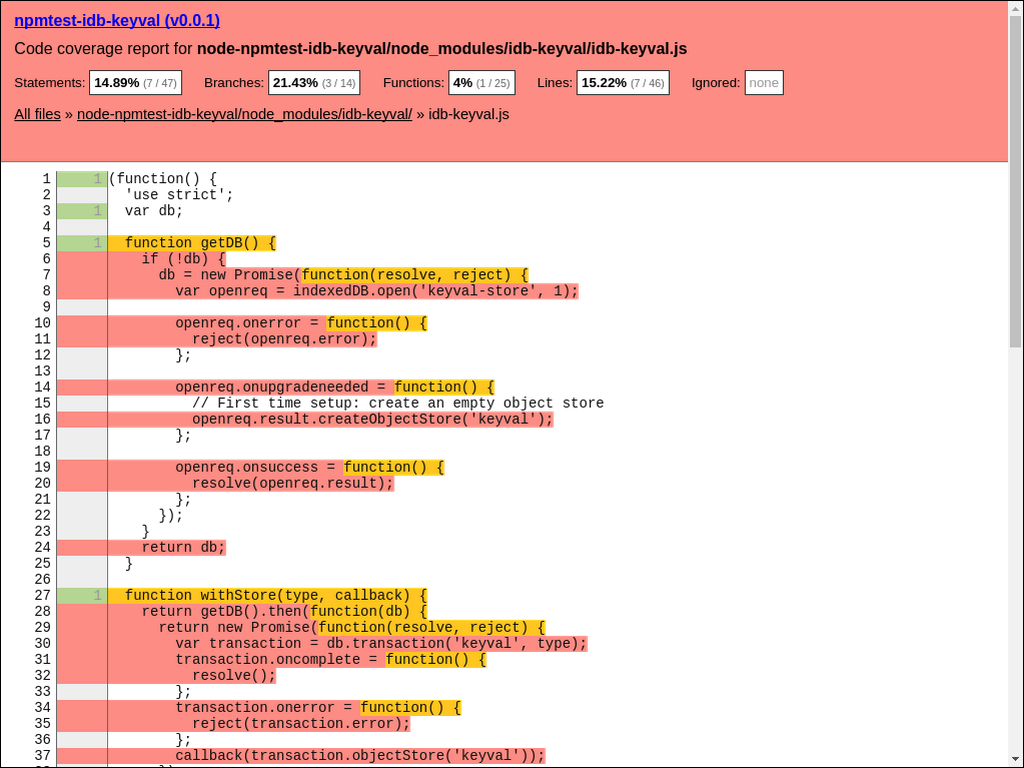 npmtest-idb-keyval (v0.0.1)
Code coverage report for node-npmtest-idb-keyval/node_modules/idb-keyval/idb-keyval.js
Statements: 14.89% (7 / 47) Branches: 21.43% (3 / 14) Functions: 4% (1 / 25) Lines: 15.22% (7 / 46) Ignored: none
All files » node-npmtest-idb-keyval/node_modules/idb-keyval/ » idb-keyval.js
1 1 (function() {
2 'use strict';
3 1 var db;
4
5 1 function getDB() {
6 if (!db) {
7 db = new Promise(function(resolve, reject) {
8 var openreq = indexedDB.open('keyval-store', 1);
9
10 openreq.onerror = function() {
11 reject(openreq.error);
12 };
13
14 openreq.onupgradeneeded = function() {
15 // First time setup: create an empty object store
16 openreq.result.createObjectStore('keyval');
17 };
18
19 openreq.onsuccess = function() {
20 resolve(openreq.result);
21 };
22 });
23 }
24 return db;
25 }
26
27 1 function withStore(type, callback) {
28 return getDB().then(function(db) {
29 return new Promise(function(resolve, reject) {
30 var transaction = db.transaction('keyval', type);
31 transaction.oncomplete = function() {
32 resolve();
33 };
34 transaction.onerror = function() {
35 reject(transaction.error);
36 };
37 callback(transaction.objectStore('keyval'));